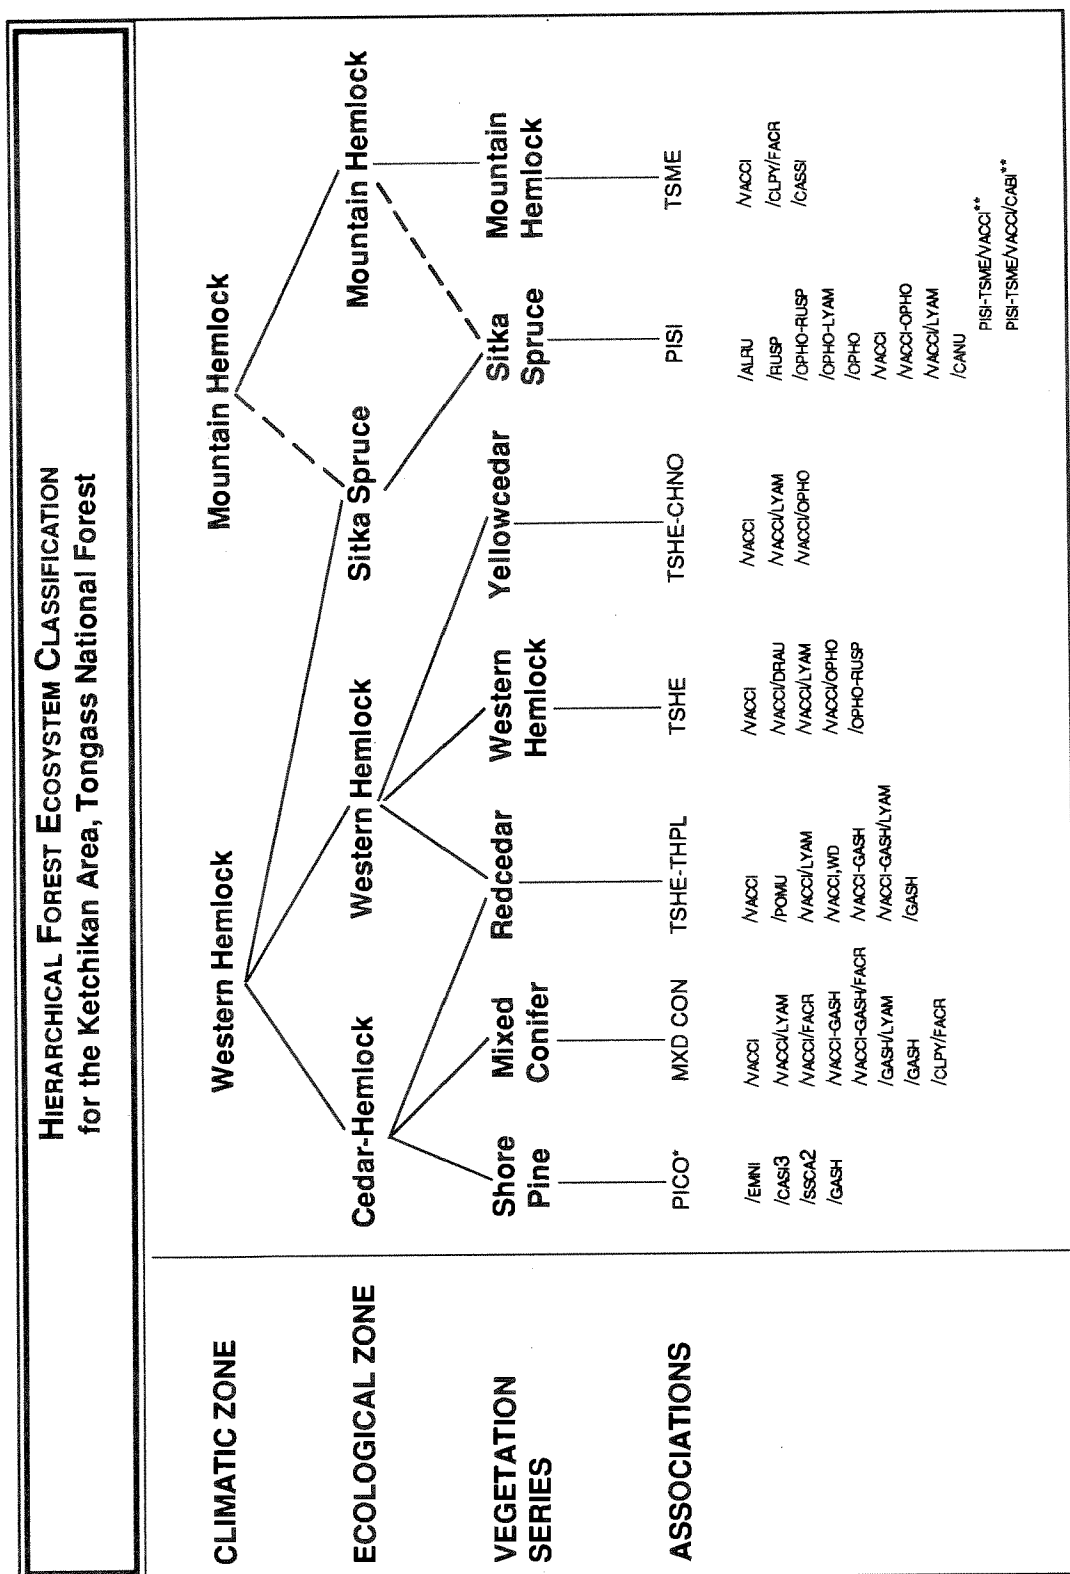 HIERARCHICAL FOREST ECOSYSTEM CLASSIFICATION
for the Ketchikan Area, Tongass National Forest
CLIMATIC ZONE
Western Hemlock
Mountain Hemlock
ECOLOGICAL ZONE
Cedar-Hemlock
Western Hemlock
Sitka Spruce
Mountain Hemlock
VEGETATION
SERIES
Shore
Pine
Mixed
Conifer
Redcedar
Western
Hemlock
Yellowcedar
Sitka
Spruce
Mountain
Hemlock
ASSOCIATIONS
PICO*
/EMNI
/CASI3
/SSCA2
/GASH
MXD CON
/VACCI
/VACCI/LYAM
/VACCI/FACR
/VACCI-GASH
/VACCI-GASH/FACR
/GASH/LYAM
/GASH
/CLPY/FACR
TSHE-THPL
/VACCI
/POMU
/VACCI/LYAM
/VACCI,WD
/VACCI-GASH
/VACCI-GASH/LYAM
/GASH
TSHE
/VACCI
/VACCI/DRAU
/VACCI/LYAM
/VACCI/OPHO
/OPHO-RUSP
TSHE-CHNO
/VACCI
/VACCI/LYAM
/VACCI/OPHO
PISI
/ALRU
/RUSP
/OPHO-RUSP
/OPHO-LYAM
/OPHO
/VACCI
/VACCI-OPHO
/VACCI/LYAM
/CANU
PISI-TSME/VACCI**
PISI-TSME/VACCI/CABI**
TSME
/VACCI
/CLPY/FACR
/CASSI